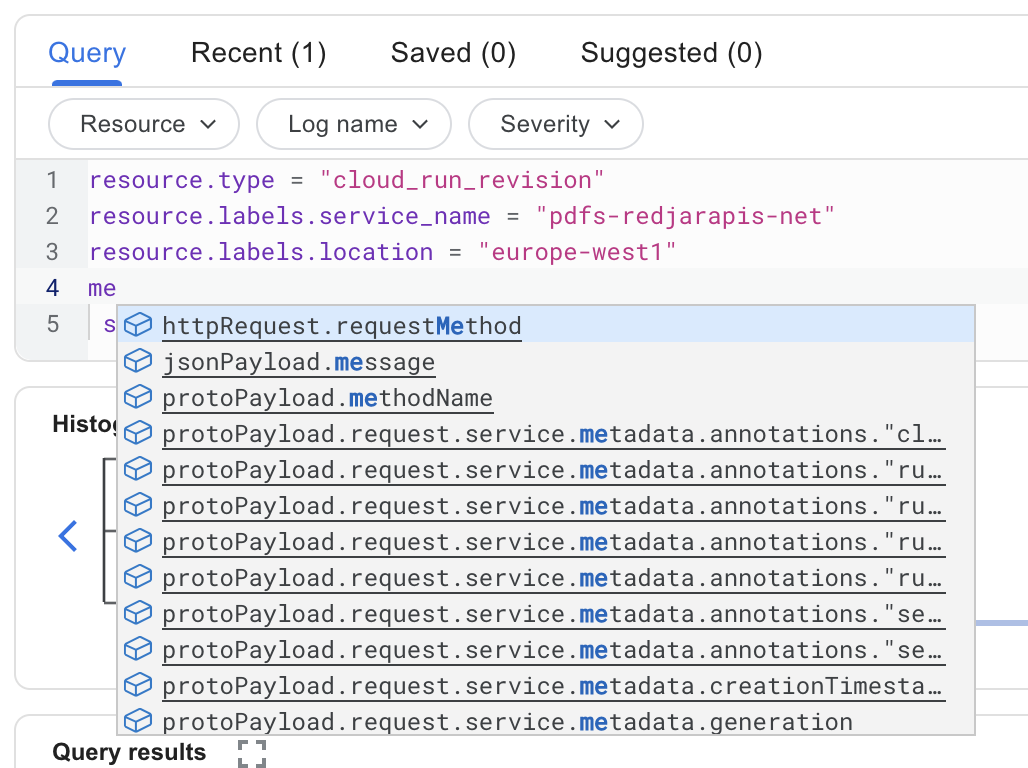 Query Recent (1) Saved (0) Suggested (0)
Resource Log name Severity
1 resource.type = "cloud_run_revision"
2 resource.labels.service_name = "pdfs-redjarapis-net"
3 resource.labels.location = "europe-west1"
4 me
5 s
httpRequest.requestMethod
jsonPayload.message
protoPayload.methodName
Histog
protoPayload.request.service.metadata.annotations."cl…
protoPayload.request.service.metadata.annotations."ru…
protoPayload.request.service.metadata.annotations."ru…
protoPayload.request.service.metadata.annotations."ru…
protoPayload.request.service.metadata.annotations."ru…
protoPayload.request.service.metadata.annotations."se…
protoPayload.request.service.metadata.annotations."se…
protoPayload.request.service.metadata.creationTimesta…
protoPayload.request.service.metadata.generation
Query results